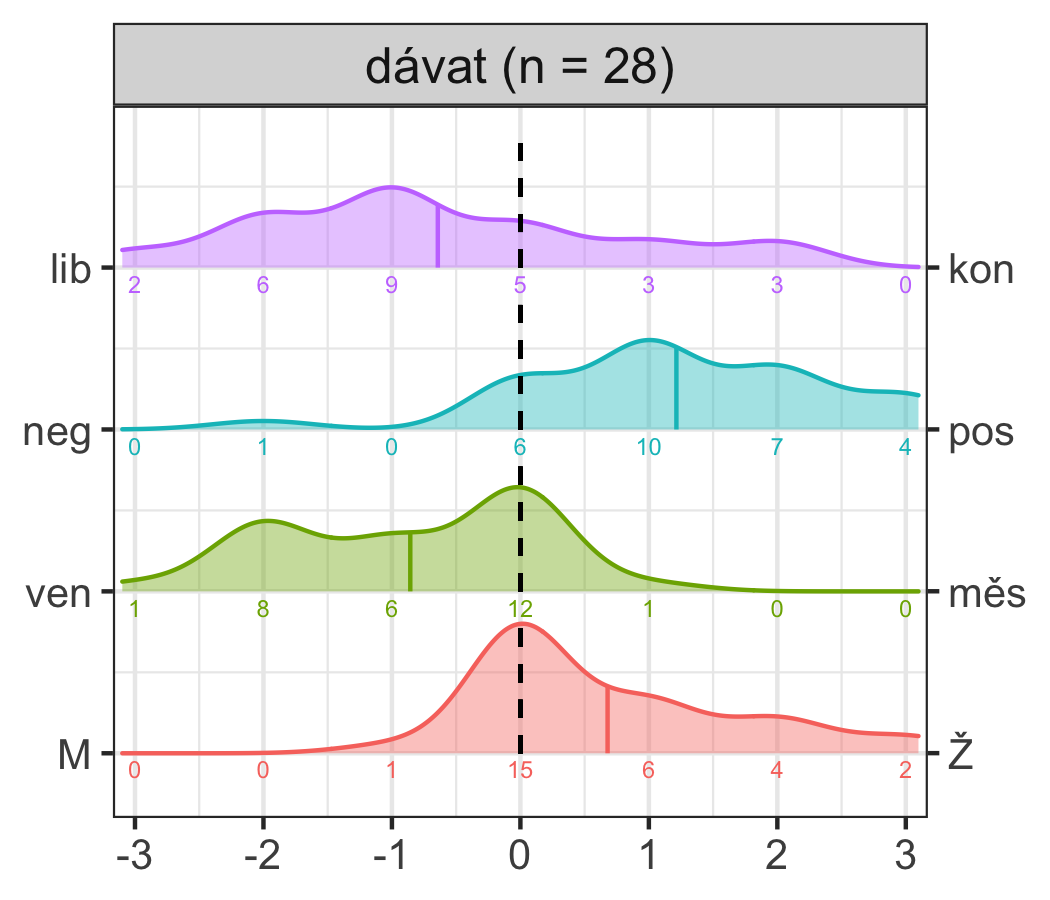 dávat (n = 28)
lib kon
2 6 9 5 3 3 0
neg pos
0 1 0 6 10 7 4
ven měs
1 8 6 12 1 0 0
M Ž
0 0 1 15 6 4 2
-3 -2 -1 0 1 2 3